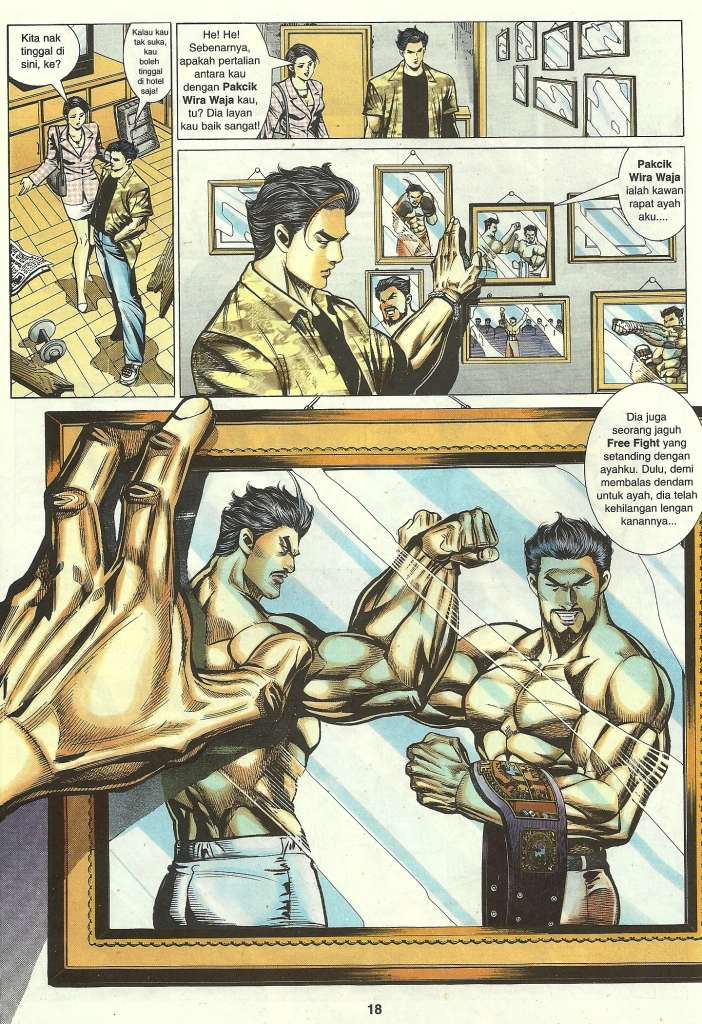 Kita nak
tinggal di
sini, ke?
Kalau kau
tak suka,
kau
boleh
tinggal
di hotel
saja!
He! He!
Sebenarnya,
apakah pertalian
antara kau
dengan Pakcik
Wira Waja kau,
tu? Dia layan
kau baik sangat!
Pakcik
Wira Waja
ialah kawan
rapat ayah
aku....
Dia juga
seorang jaguh
Free Fight yang
setanding dengan
ayahku. Dulu, demi
membalas dendam
untuk ayah, dia telah
kehilangan lengan
kanannya...
18